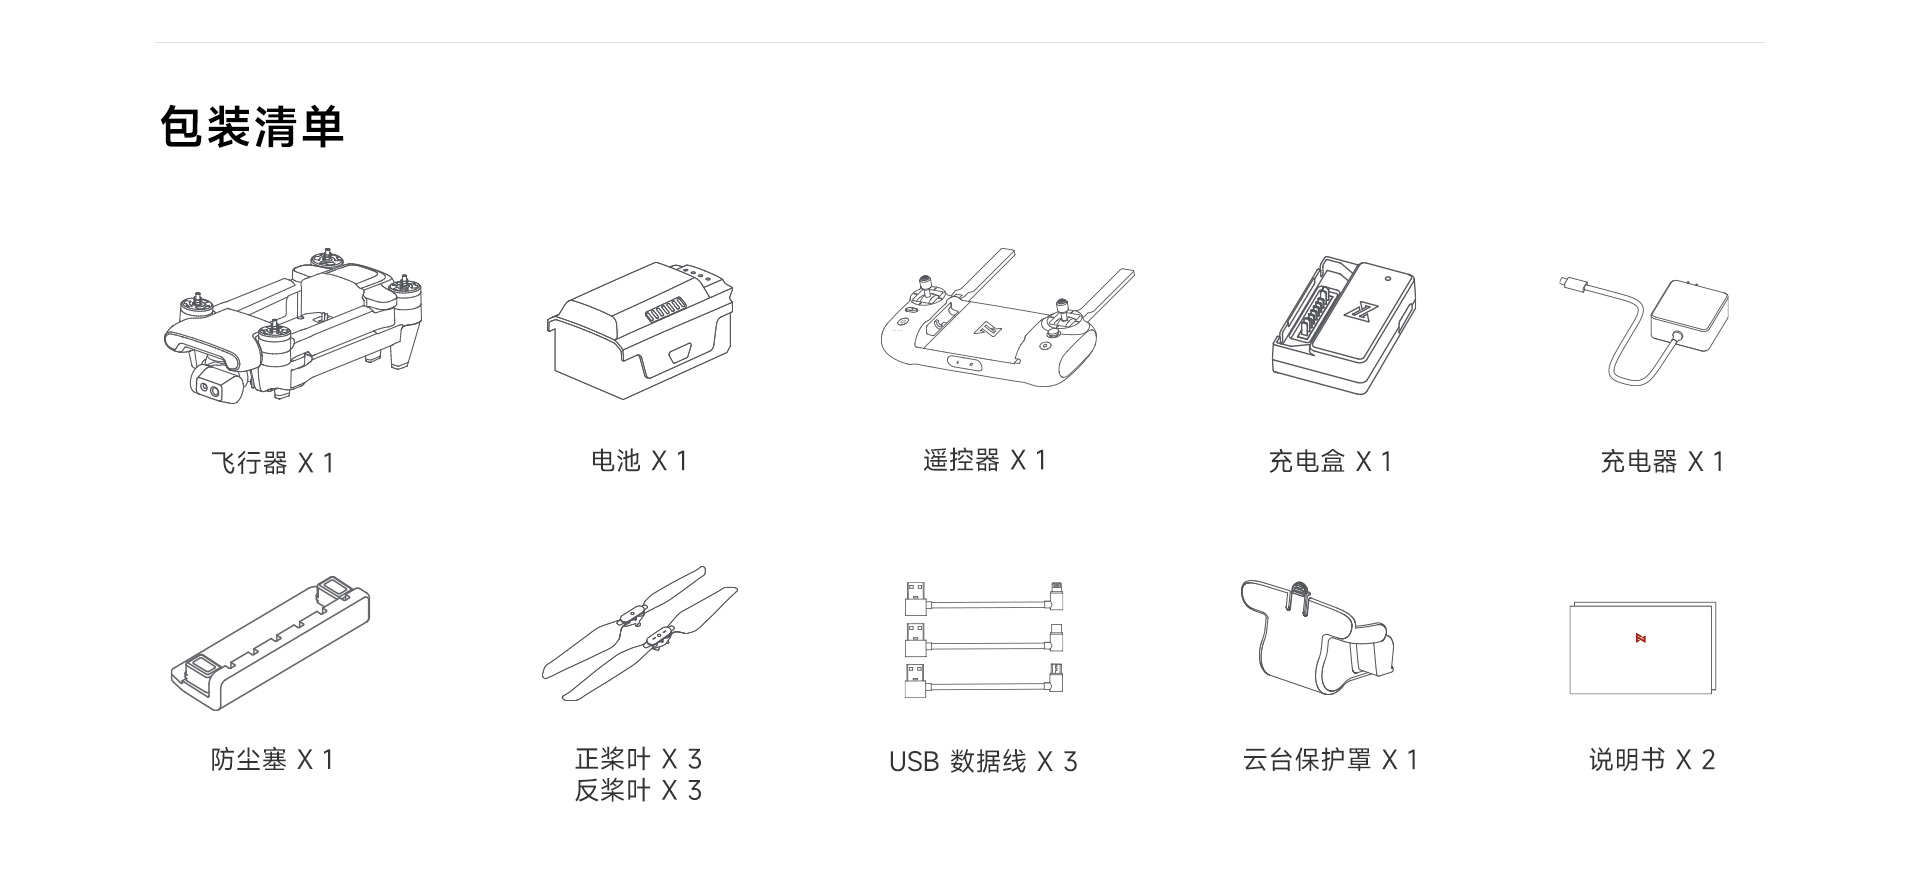 包装清单
飞行器 X 1
电池 X 1
遥控器 X 1
充电盒 X 1
充电器 X 1
防尘塞 X 1
正桨叶 X 3
反桨叶 X 3
USB 数据线 X 3
云台保护罩 X 1
说明书 X 2